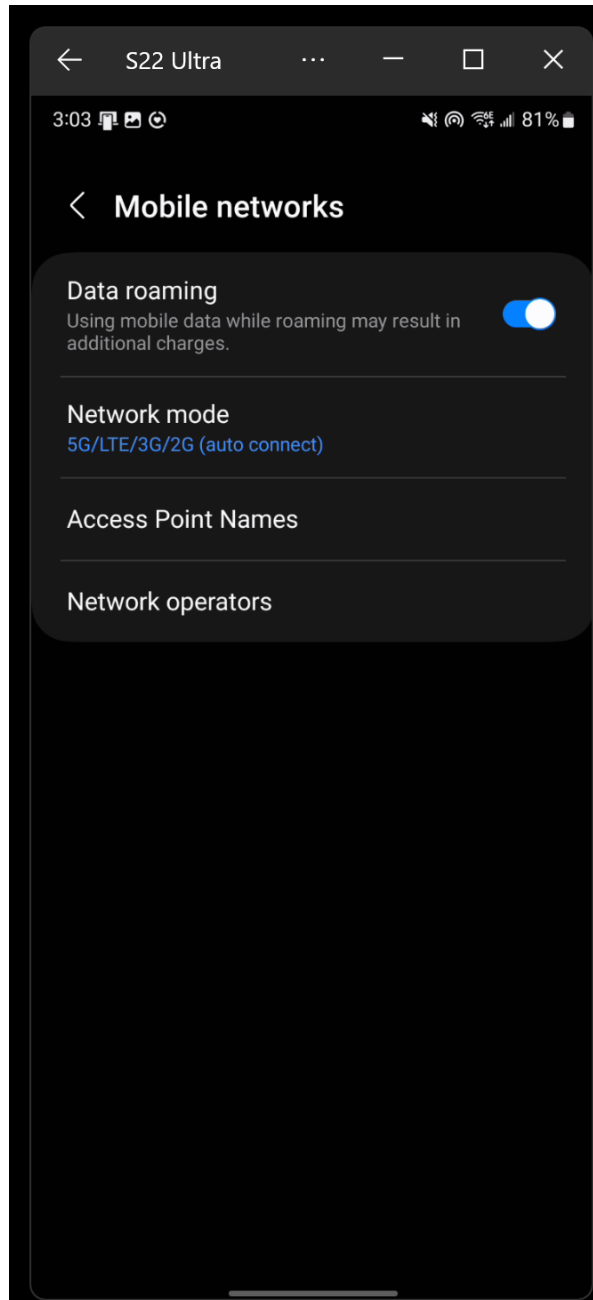 S22 Ultra
3:03 81%
Mobile networks
Data roaming
Using mobile data while roaming may result in
additional charges.
Network mode
5G/LTE/3G/2G (auto connect)
Access Point Names
Network operators